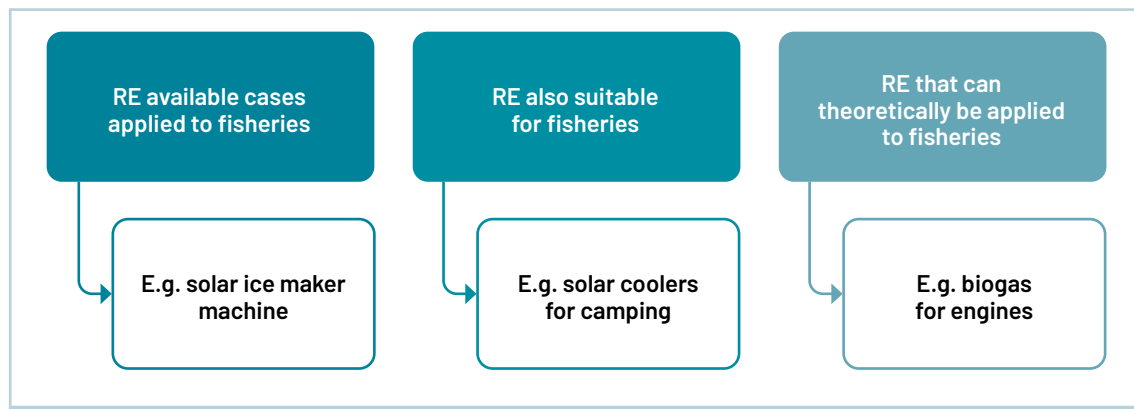 RE available cases
applied to fisheries
E.g. solar ice maker
machine
RE also suitable
for fisheries
E.g. solar coolers
for camping
RE that can
theoretically be applied
to fisheries
E.g. biogas
for engines